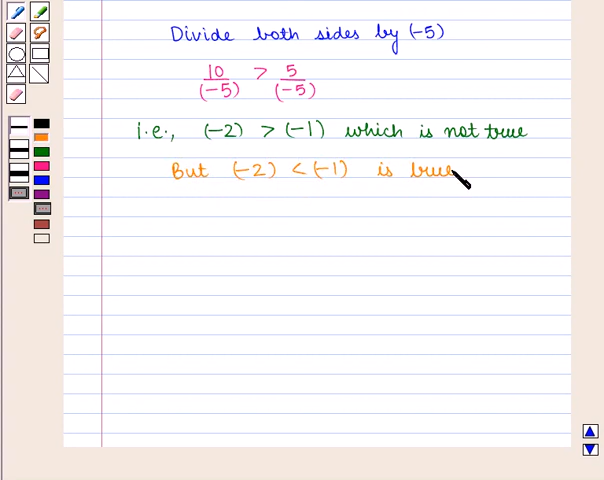 Divide both sides by (-5)
10/(-5) > 5/(-5)
i.e., (-2) > (-1) which is not true
But (-2) < (-1) is true